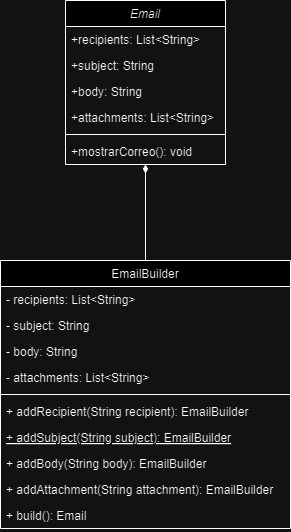 Email
+recipients: List<String>
+subject: String
+body: String
+attachments: List<String>
+mostrarCorreo(): void
EmailBuilder
- recipients: List<String>
- subject: String
- body: String
- attachments: List<String>
+ addRecipient(String recipient): EmailBuilder
+ addSubject(String subject): EmailBuilder
+ addBody(String body): EmailBuilder
+ addAttachment(String attachment): EmailBuilder
+ build(): Email